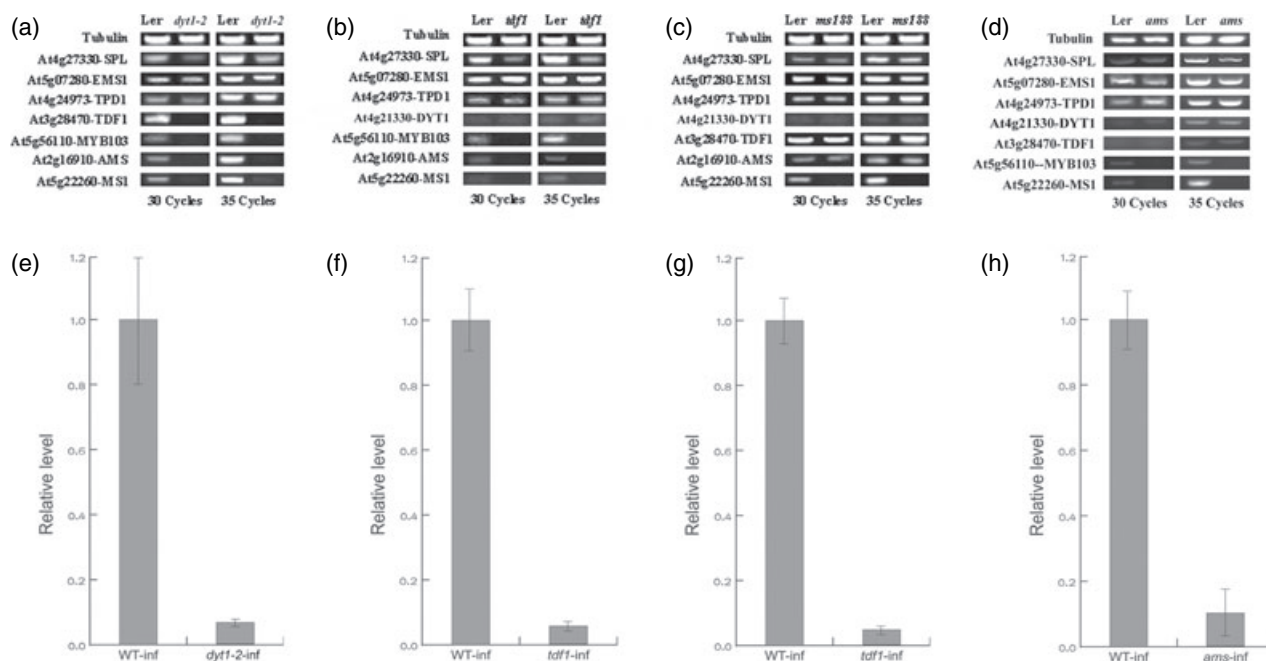 (a)
Ler dyt1-2 Ler dyt1-2
Tubulin
At4g27330-SPL
At5g07280-EMS1
At4g24973-TPD1
At3g28470-TDF1
At5g56110-MYB103
At2g16910-AMS
At5g22260-MS1
30 Cycles 35 Cycles
(b)
Ler tdf1 Ler tdf1
Tubulin
At4g27330-SPL
At5g07280-EMS1
At4g24973-TPD1
At4g21330-DYT1
At5g56110-MYB103
At2g16910-AMS
At5g22260-MS1
30 Cycles 35 Cycles
(c)
Ler ms188 Ler ms188
Tubulin
At4g27330-SPL
At5g07280-EMS1
At4g24973-TPD1
At4g21330-DYT1
At3g28470-TDF1
At2g16910-AMS
At5g22260-MS1
30 Cycles 35 Cycles
(d)
Ler ams Ler ams
Tubulin
At4g27330-SPL
At5g07280-EMS1
At4g24973-TPD1
At4g21330-DYT1
At3g28470-TDF1
At5g56110--MYB103
At5g22260-MS1
30 Cycles 35 Cycles
(e)
Relative level
1.2
1.0
0.8
0.6
0.4
0.2
0.0
WT-inf dyt1-2-inf
(f)
Relative level
1.2
1.0
0.8
0.6
0.4
0.2
0.0
WT-inf tdf1-inf
(g)
Relative level
1.2
1.0
0.8
0.6
0.4
0.2
0.0
WT-inf tdf1-inf
(h)
Relative level
1.2
1.0
0.8
0.6
0.4
0.2
0.0
WT-inf ams-inf